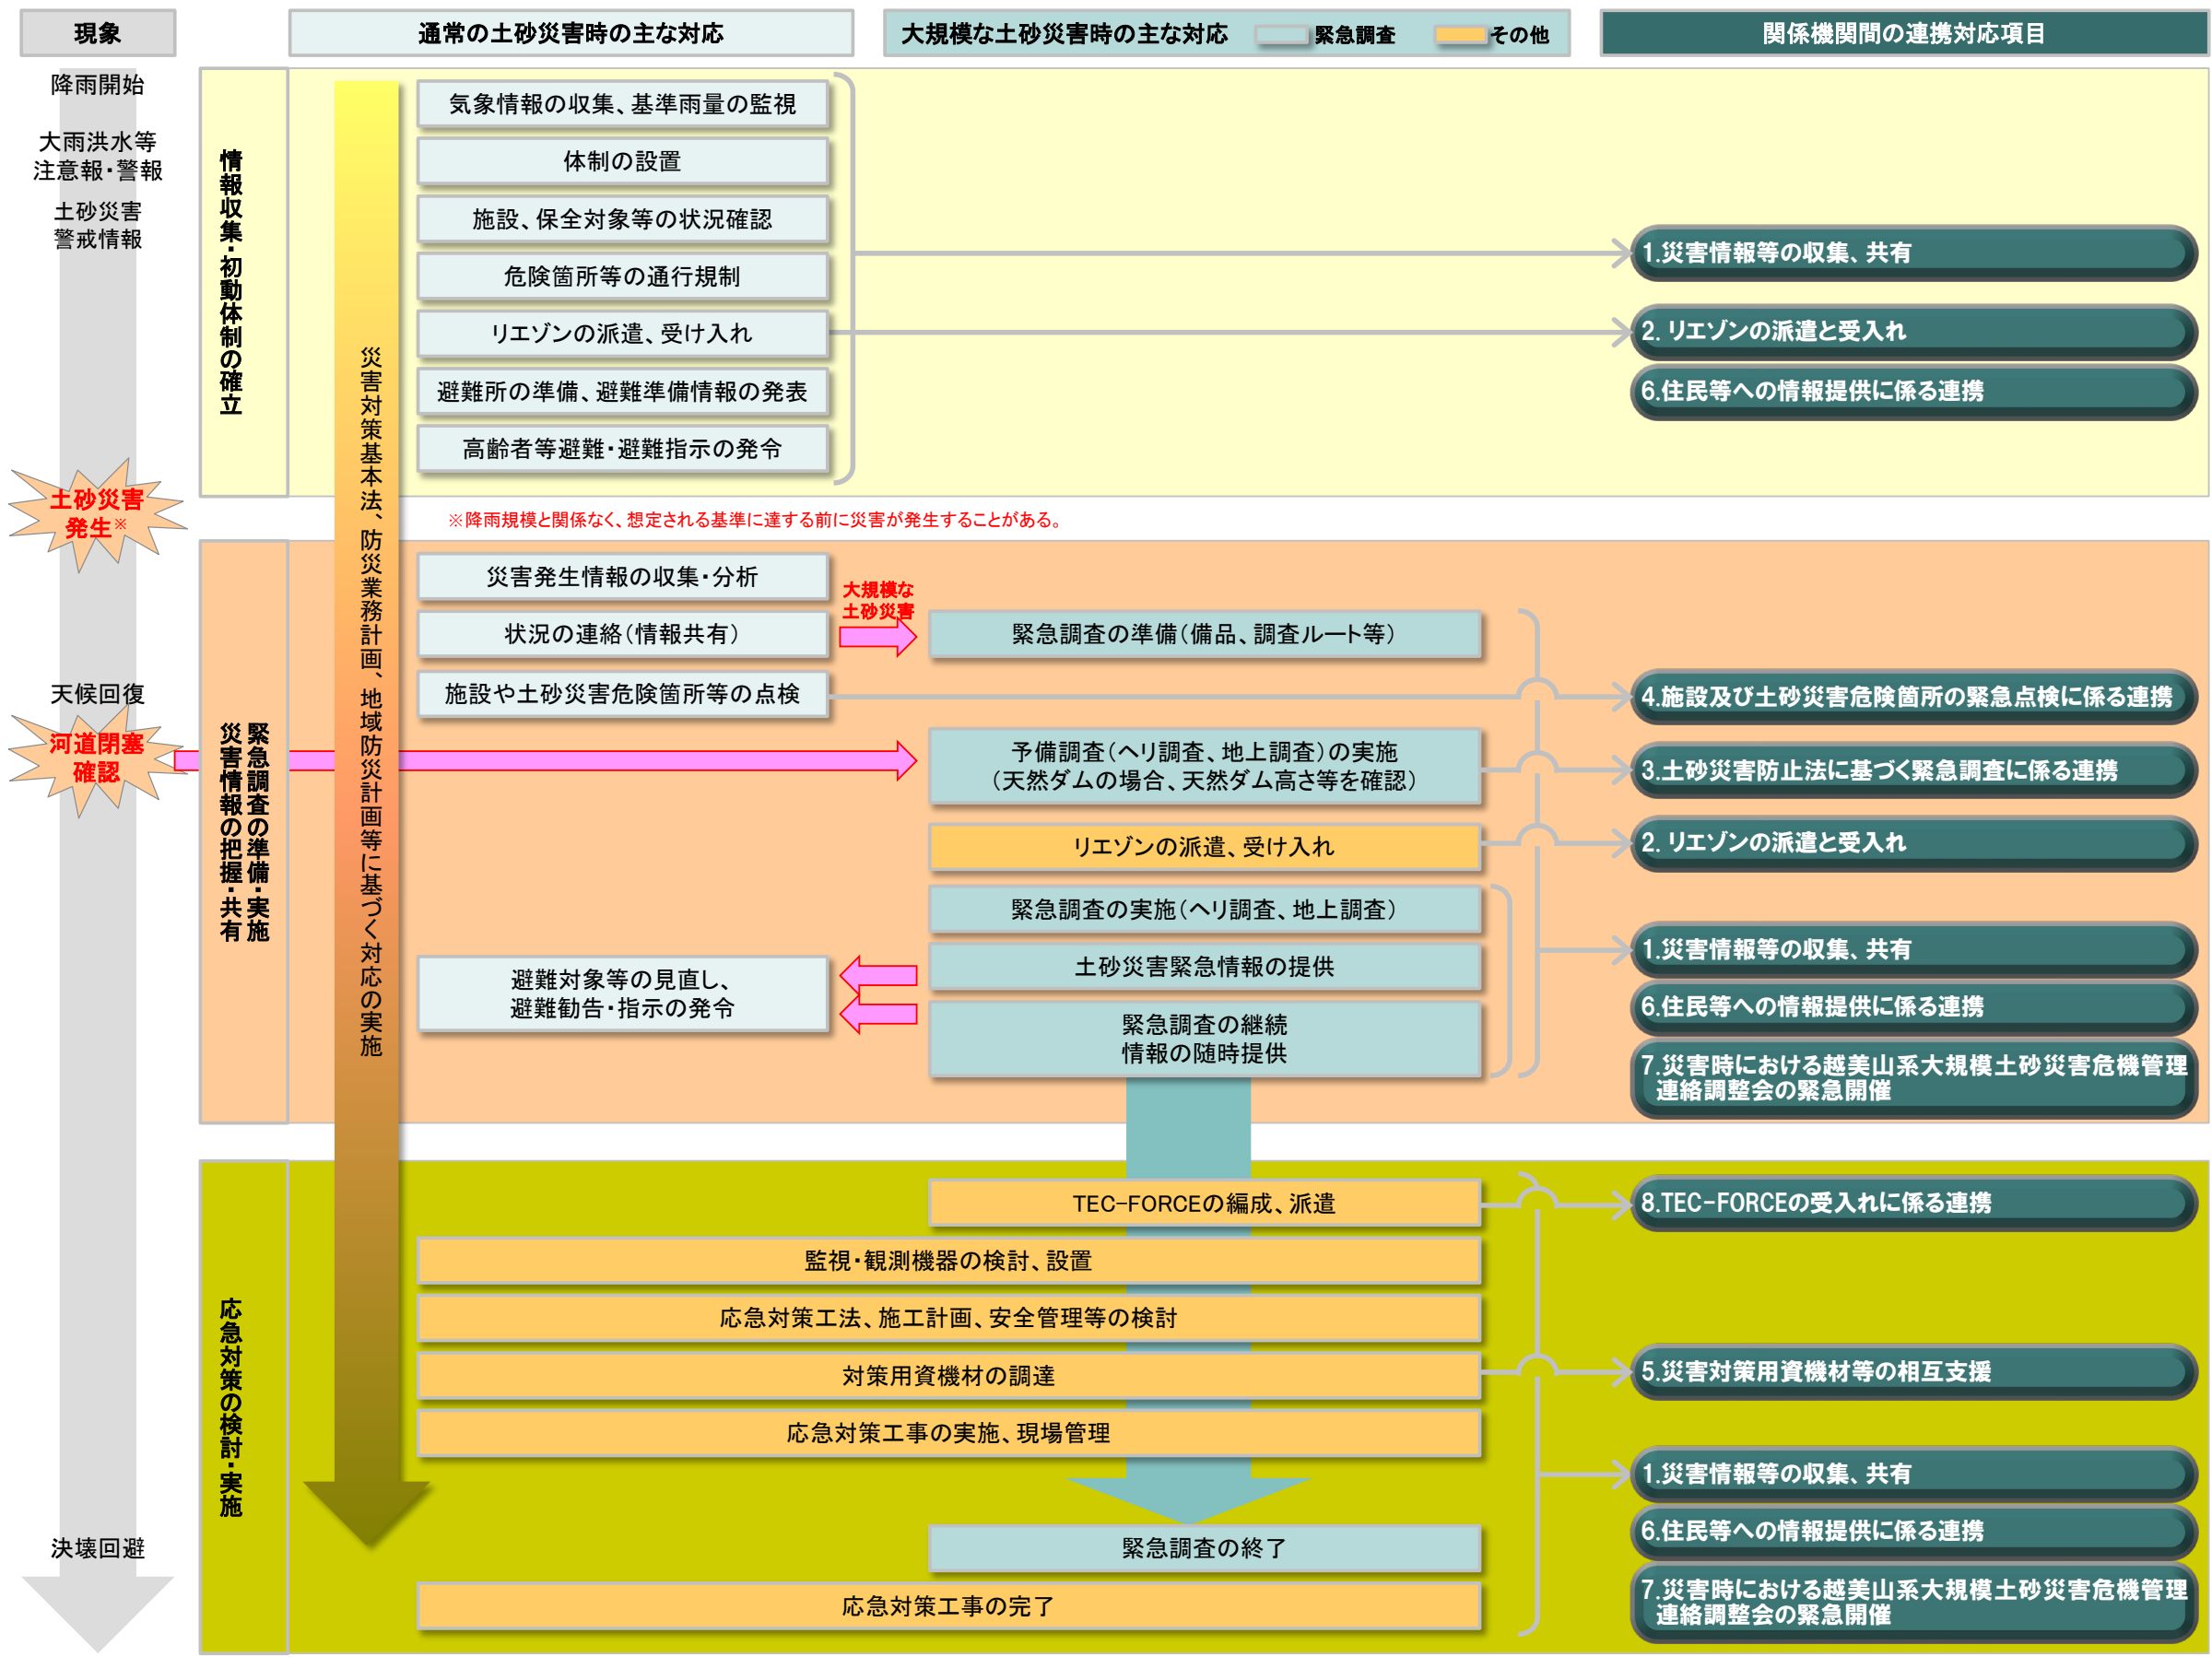 現象
通常の土砂災害時の主な対応
大規模な土砂災害時の主な対応
緊急調査
その他
関係機関間の連携対応項目
降雨開始
大雨洪水等
注意報・警報
土砂災害
警戒情報
土砂災害
発生※
天候回復
河道閉塞
確認
決壊回避
情報収集・初動体制の確立
災害対策基本法、防災業務計画、地域防災計画等に基づく対応の実施
気象情報の収集、基準雨量の監視
体制の設置
施設、保全対象等の状況確認
危険箇所等の通行規制
リエゾンの派遣、受け入れ
避難所の準備、避難準備情報の発表
高齢者等避難・避難指示の発令
1.災害情報等の収集、共有
2. リエゾンの派遣と受入れ
6.住民等への情報提供に係る連携
※降雨規模と関係なく、想定される基準に達する前に災害が発生することがある。
緊急調査の準備・実施
災害情報の把握・共有
災害発生情報の収集・分析
状況の連絡（情報共有）
施設や土砂災害危険箇所等の点検
大規模な
土砂災害
緊急調査の準備（備品、調査ルート等）
予備調査（ヘリ調査、地上調査）の実施
（天然ダムの場合、天然ダム高さ等を確認）
リエゾンの派遣、受け入れ
緊急調査の実施（ヘリ調査、地上調査）
土砂災害緊急情報の提供
緊急調査の継続
情報の随時提供
避難対象等の見直し、
避難勧告・指示の発令
4.施設及び土砂災害危険箇所の緊急点検に係る連携
3.土砂災害防止法に基づく緊急調査に係る連携
2. リエゾンの派遣と受入れ
1.災害情報等の収集、共有
6.住民等への情報提供に係る連携
7.災害時における越美山系大規模土砂災害危機管理
連絡調整会の緊急開催
応急対策の検討・実施
TEC-FORCEの編成、派遣
監視・観測機器の検討、設置
応急対策工法、施工計画、安全管理等の検討
対策用資機材の調達
応急対策工事の実施、現場管理
緊急調査の終了
応急対策工事の完了
8.TEC-FORCEの受入れに係る連携
5.災害対策用資機材等の相互支援
1.災害情報等の収集、共有
6.住民等への情報提供に係る連携
7.災害時における越美山系大規模土砂災害危機管理
連絡調整会の緊急開催